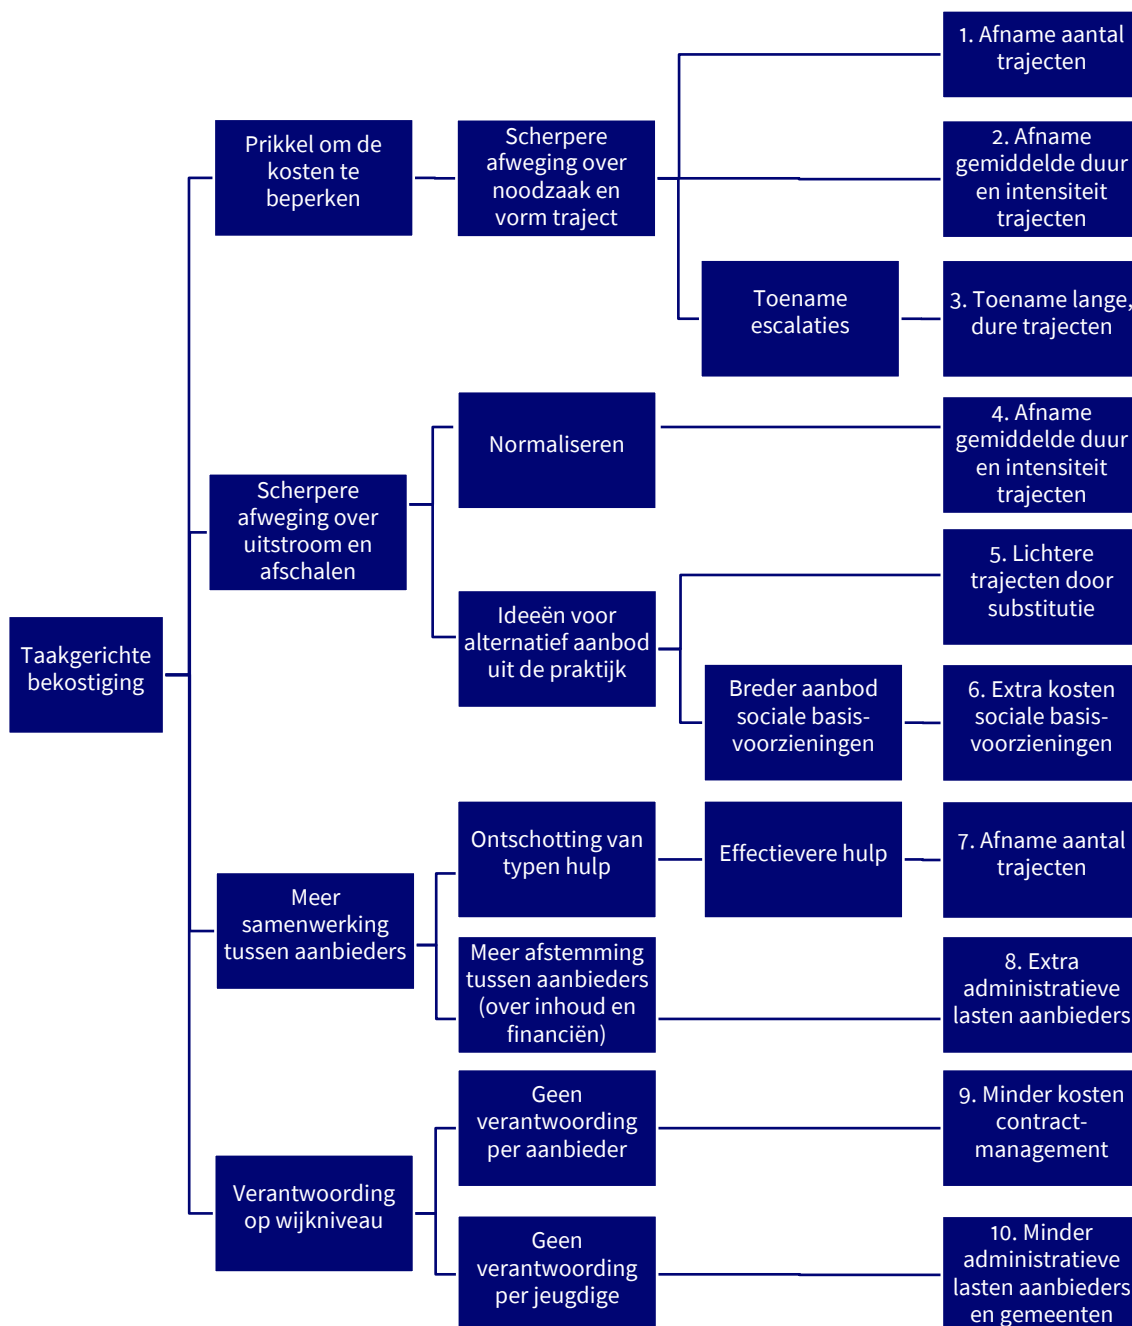 Taakgerichte
bekostiging
Prikkel om de
kosten te
beperken
Scherpere
afweging over
noodzaak en
vorm traject
1. Afname aantal
trajecten
2. Afname
gemiddelde duur
en intensiteit
trajecten
Toename
escalaties
3. Toename lange,
dure trajecten
Scherpere
afweging over
uitstroom en
afschalen
Normaliseren
4. Afname
gemiddelde duur
en intensiteit
trajecten
Ideeën voor
alternatief aanbod
uit de praktijk
5. Lichtere
trajecten door
substitutie
Breder aanbod
sociale basis-
voorzieningen
6. Extra kosten
sociale basis-
voorzieningen
Meer
samenwerking
tussen aanbieders
Ontschotting van
typen hulp
Effectievere hulp
7. Afname aantal
trajecten
Meer afstemming
tussen aanbieders
(over inhoud en
financiën)
8. Extra
administratieve
lasten aanbieders
Verantwoording
op wijkniveau
Geen
verantwoording
per aanbieder
9. Minder kosten
contract-
management
Geen
verantwoording
per jeugdige
10. Minder
administratieve
lasten aanbieders
en gemeenten